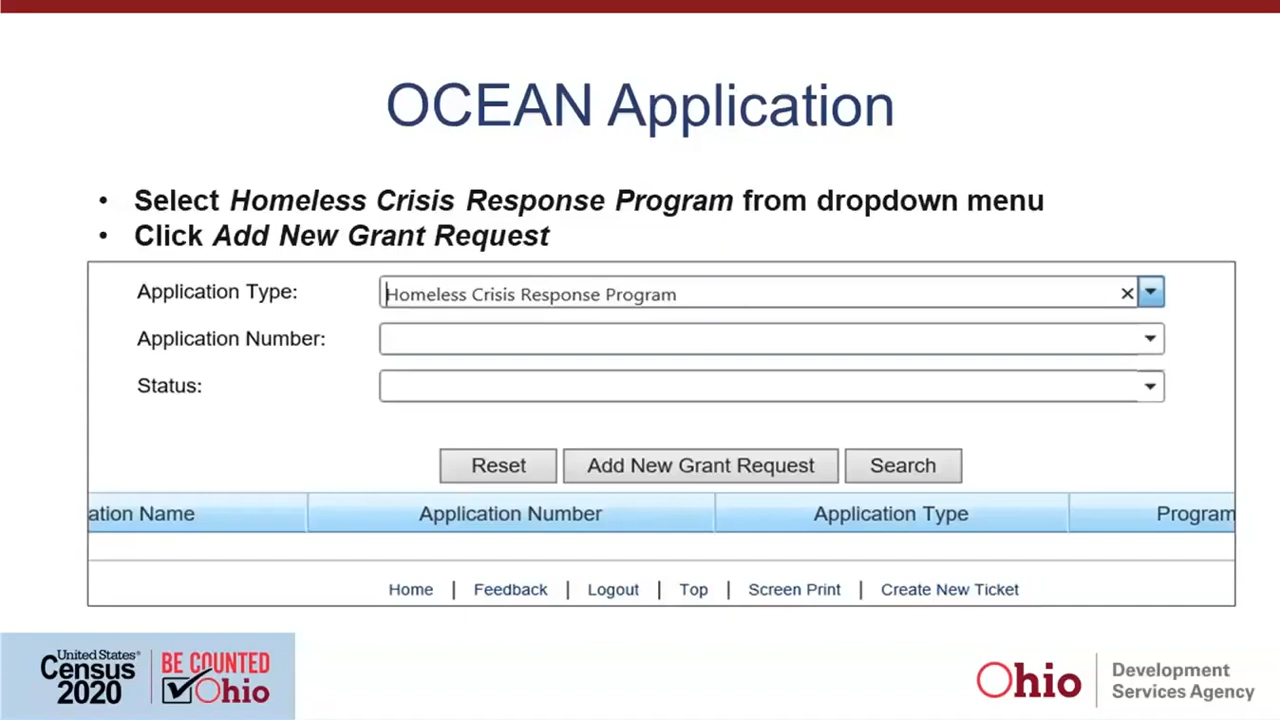 OCEAN Application
• Select Homeless Crisis Response Program from dropdown menu
• Click Add New Grant Request
Application Type: Homeless Crisis Response Program
Application Number:
Status:
Reset Add New Grant Request Search
ation Name Application Number Application Type Program
Home | Feedback | Logout | Top | Screen Print | Create New Ticket
United States®
Census
2020
BE COUNTED
Ohio
Ohio
Development
Services Agency